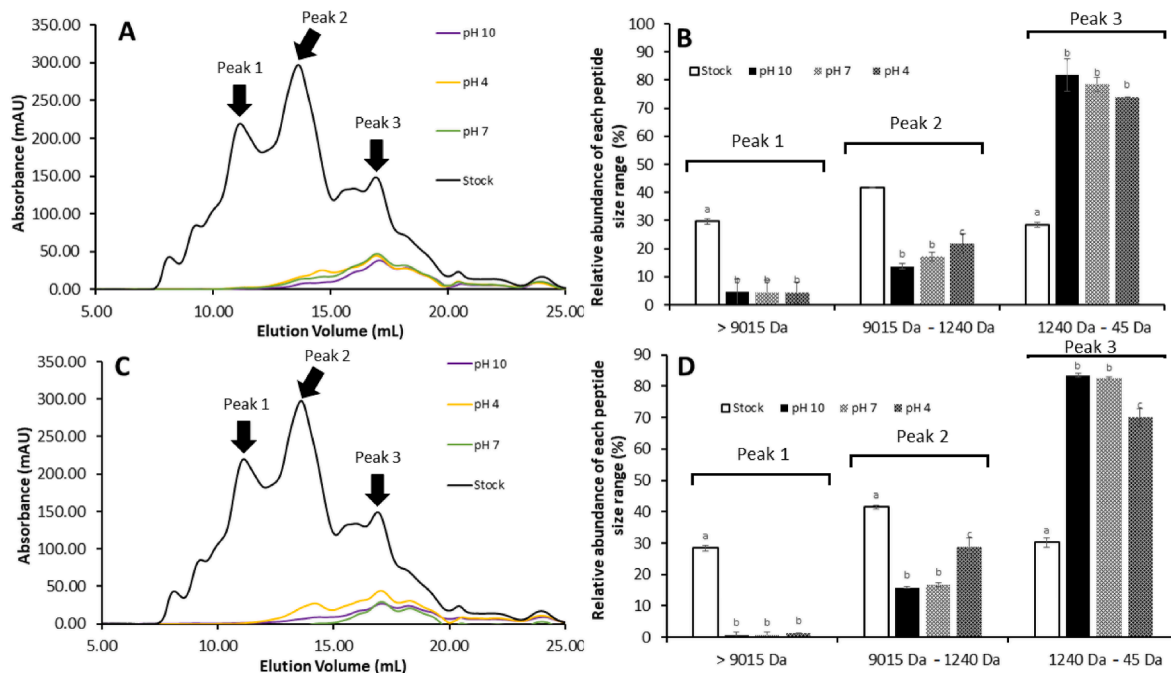 A
Absorbance (mAU)
350.00
300.00
250.00
200.00
150.00
100.00
50.00
0.00
Peak 1
Peak 2
Peak 3
pH 10
pH 4
pH 7
Stock
5.00 10.00 15.00 20.00 25.00
Elution Volume (mL)
B
Relative abundance of each peptide
size range (%)
100
90
80
70
60
50
40
30
20
10
0
Stock pH 10 pH 7 pH 4
Peak 1
Peak 2
Peak 3
a b b b
b b c
a b b b
> 9015 Da 9015 Da - 1240 Da 1240 Da - 45 Da
C
Absorbance (mAU)
350.00
300.00
250.00
200.00
150.00
100.00
50.00
0.00
Peak 1
Peak 2
Peak 3
pH 10
pH 4
pH 7
Stock
5.00 10.00 15.00 20.00 25.00
Elution Volume (mL)
D
Relative abundance of each peptide
size range (%)
90
80
70
60
50
40
30
20
10
0
Stock pH 10 pH 7 pH 4
Peak 1
Peak 2
Peak 3
a b b b
a b b c
a b b c
> 9015 Da 9015 Da - 1240 Da 1240 Da - 45 Da